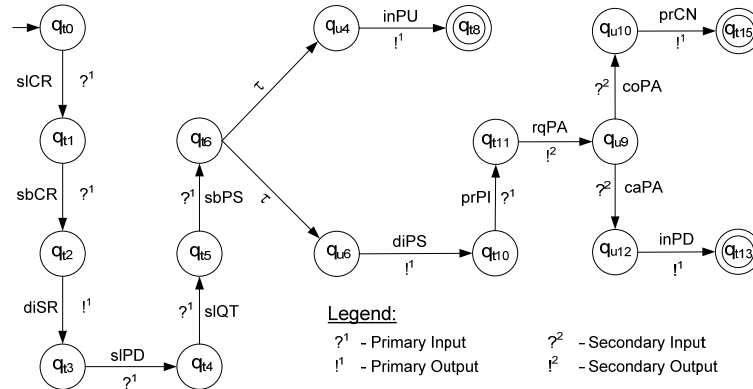 qt0
slCR ?1
qt1
sbCR ?1
qt2
diSR !1
qt3
slPD
?1
qt4
?1 slQT
qt5
?1 sbPS
qt6
τ
τ
qu4
inPU
!1
qt8
qu6
diPS
!1
qt10
prPI ?1
qt11
rqPA
!2
qu9
?2 coPA
qu10
prCN
!1
qt15
?2 caPA
qu12
inPD
!1
qt13
Legend:
?1 - Primary Input ?2 - Secondary Input
!1 - Primary Output !2 - Secondary Output